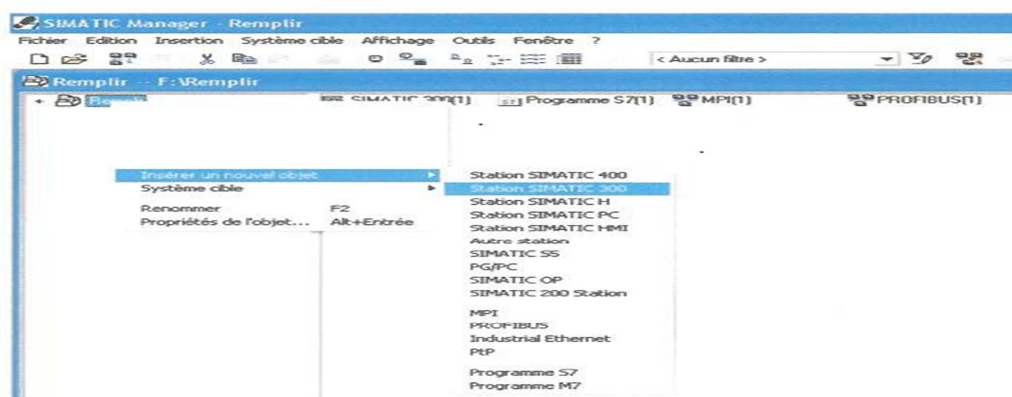 SIMATIC Manager - Remplir
Fichier Edition Insertion Système cible Affichage Outils Fenêtre ?
< Aucun filtre >
Remplir -- F:\Remplir
Remplir SIMATIC 300(1) Programme S7(1) MPI(1) PROFIBUS(1)
Insérer un nouvel objet
Système cible
Renommer F2
Propriétés de l'objet... Alt+Entrée
Station SIMATIC 400
Station SIMATIC 300
Station SIMATIC H
Station SIMATIC PC
Station SIMATIC HMI
Autre station
SIMATIC S5
PG/PC
SIMATIC OP
SIMATIC 200 Station
MPI
PROFIBUS
Industrial Ethernet
PtP
Programme S7
Programme M7